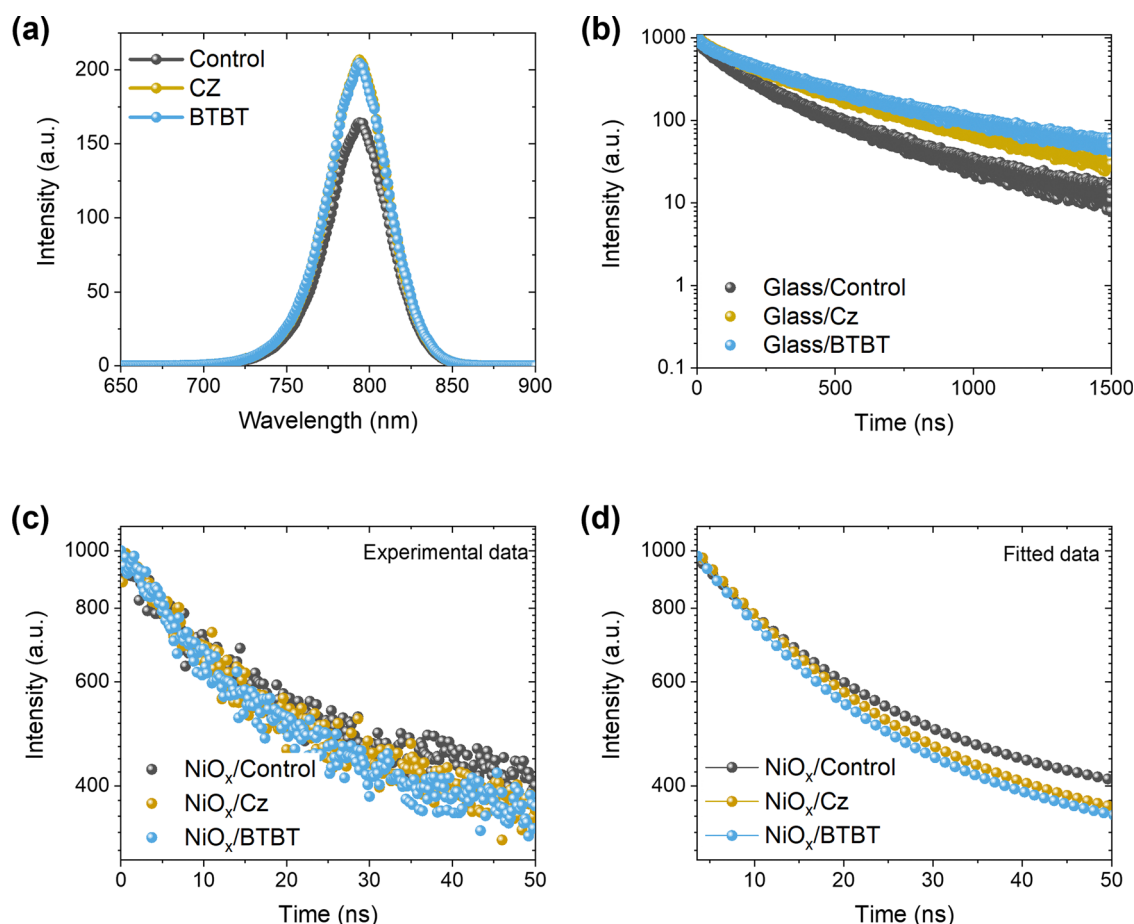 (a)
Control
CZ
BTBT
Intensity (a.u.)
200
150
100
50
0
650
700
750
800
850
900
Wavelength (nm)
(b)
Intensity (a.u.)
1000
100
10
1
0.1
Glass/Control
Glass/Cz
Glass/BTBT
0
500
1000
1500
Time (ns)
(c)
Experimental data
Intensity (a.u.)
1000
800
600
400
NiOₓ/Control
NiOₓ/Cz
NiOₓ/BTBT
0
10
20
30
40
50
Time (ns)
(d)
Fitted data
Intensity (a.u.)
1000
800
600
400
NiOₓ/Control
NiOₓ/Cz
NiOₓ/BTBT
10
20
30
40
50
Time (ns)